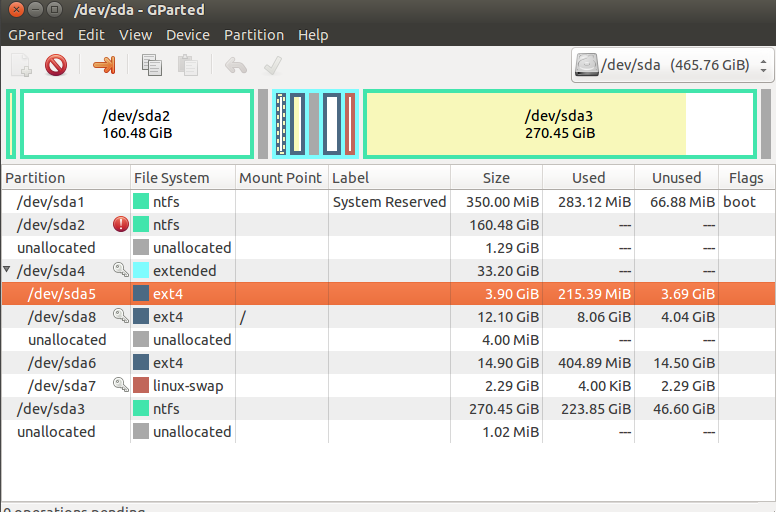 /dev/sda - GParted
GParted Edit View Device Partition Help
/dev/sda (465.76 GiB)
/dev/sda2
160.48 GiB
/dev/sda3
270.45 GiB
Partition File System Mount Point Label Size Used Unused Flags
/dev/sda1 ntfs System Reserved 350.00 MiB 283.12 MiB 66.88 MiB boot
/dev/sda2 ntfs 160.48 GiB --- ---
unallocated unallocated 1.29 GiB --- ---
/dev/sda4 extended 33.20 GiB --- ---
/dev/sda5 ext4 3.90 GiB 215.39 MiB 3.69 GiB
/dev/sda8 ext4 / 12.10 GiB 8.06 GiB 4.04 GiB
unallocated unallocated 4.00 MiB --- ---
/dev/sda6 ext4 14.90 GiB 404.89 MiB 14.50 GiB
/dev/sda7 linux-swap 2.29 GiB 4.00 KiB 2.29 GiB
/dev/sda3 ntfs 270.45 GiB 223.85 GiB 46.60 GiB
unallocated unallocated 1.02 MiB --- ---
0 operations pending